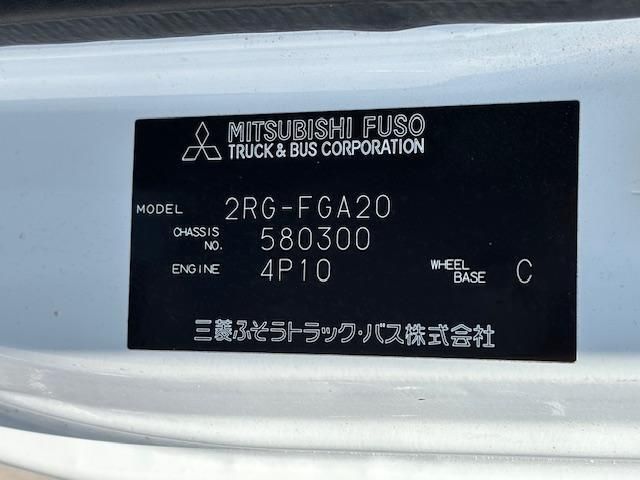 MITSUBISHI FUSO
TRUCK & BUS CORPORATION
MODEL 2RG-FGA20
CHASSIS NO. 580300
ENGINE 4P10 WHEEL BASE C
三菱ふそうトラック・バス株式会社